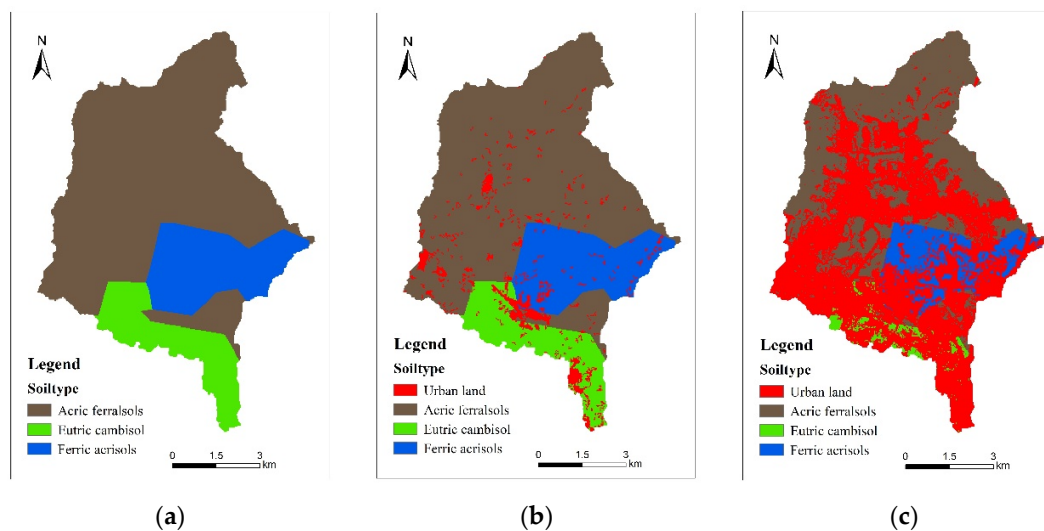 N
Legend
Soiltype
Acric ferralsols
Eutric cambisol
Ferric acrisols
0 1.5 3
km
(a)
N
Legend
Soiltype
Urban land
Acric ferralsols
Eutric cambisol
Ferric acrisols
0 1.5 3
km
(b)
N
Legend
Soiltype
Urban land
Acric ferralsols
Eutric cambisol
Ferric acrisols
0 1.5 3
km
(c)